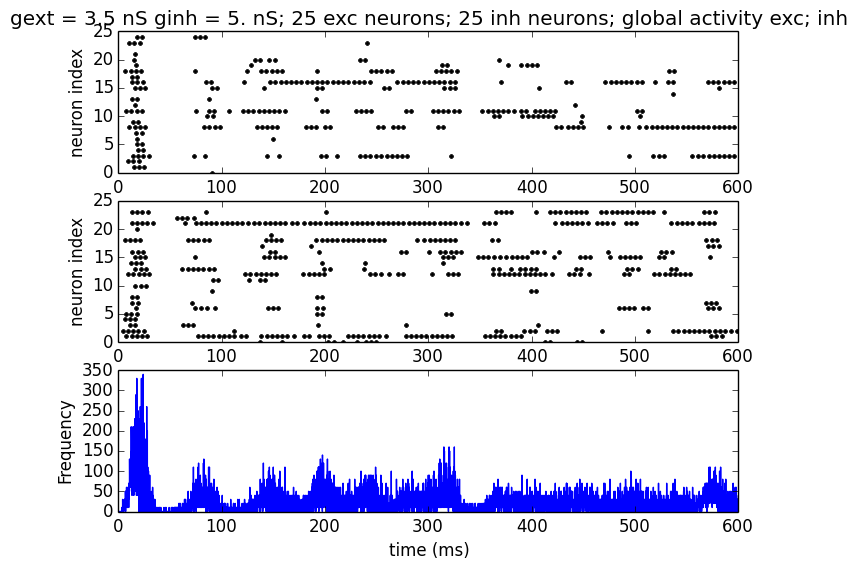 gext = 3.5 nS ginh = 5. nS; 25 exc neurons; 25 inh neurons; global activity exc; inh
25
20
15
10
5
0
neuron index
0 100 200 300 400 500 600
25
20
15
10
5
0
neuron index
0 100 200 300 400 500 600
350
300
250
200
150
100
50
0
Frequency
0 100 200 300 400 500 600
time (ms)